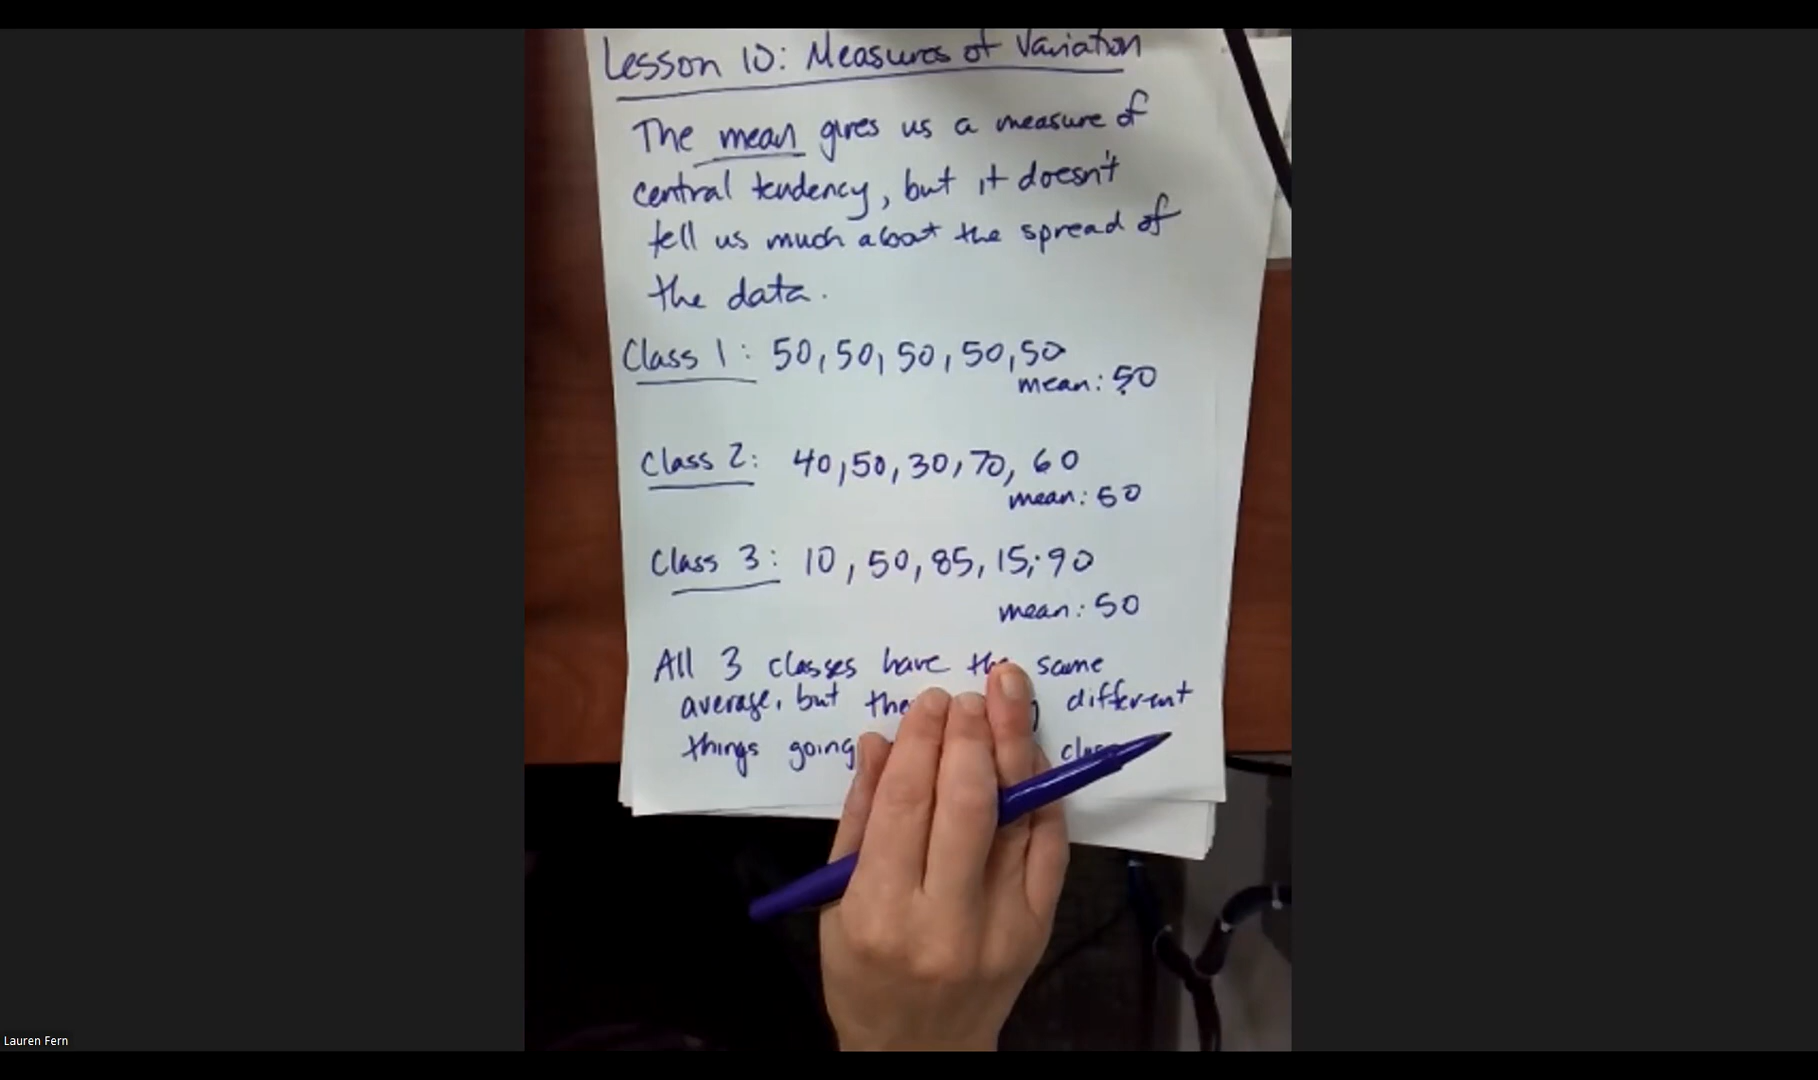 Lesson 10: Measures of Variation
The mean gives us a measure of
central tendency, but it doesn't
tell us much about the spread of
the data.
Class 1: 50, 50, 50, 50, 50
mean: 50
Class 2: 40, 50, 30, 70, 60
mean: 50
Class 3: 10, 50, 85, 15, 90
mean: 50
All 3 classes have the same
average, but different
things going
Lauren Fern